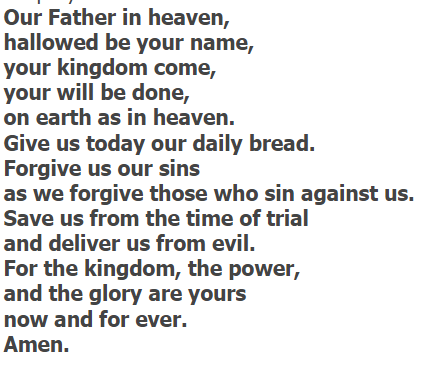 Our Father in heaven,
hallowed be your name,
your kingdom come,
your will be done,
on earth as in heaven.
Give us today our daily bread.
Forgive us our sins
as we forgive those who sin against us.
Save us from the time of trial
and deliver us from evil.
For the kingdom, the power,
and the glory are yours
now and for ever.
Amen.